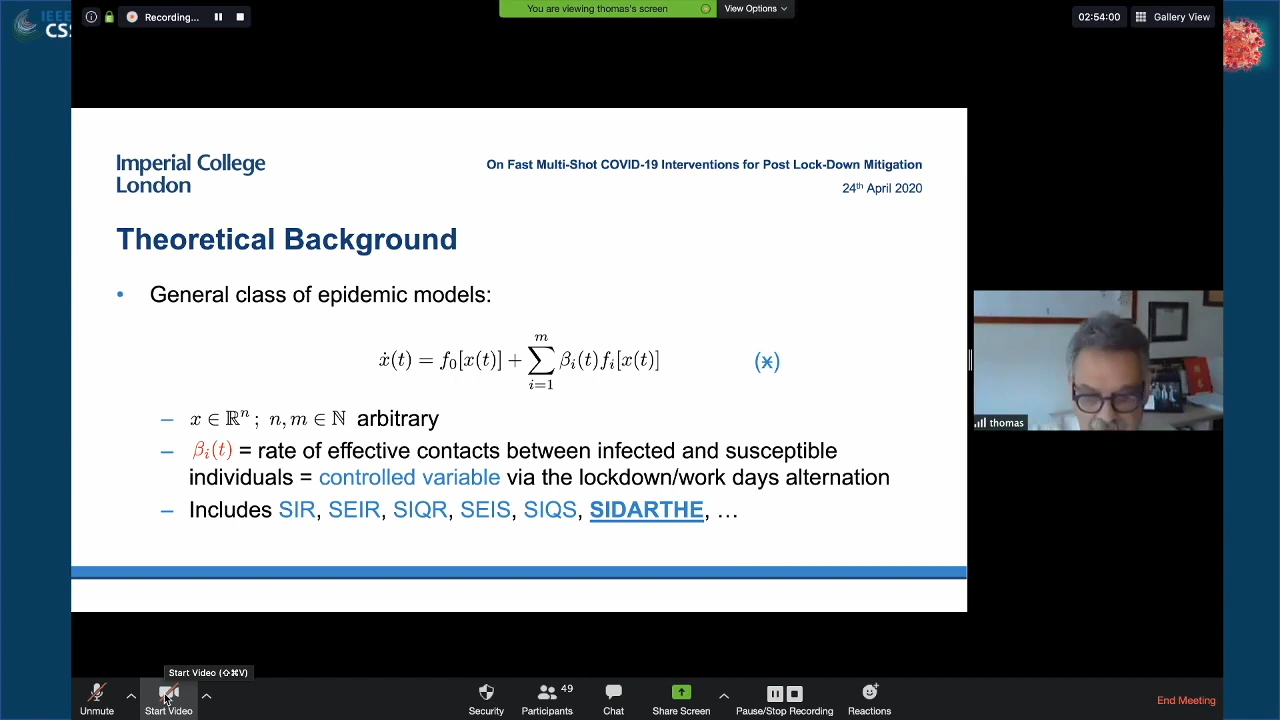 IEEE
CSS
Recording...
You are viewing thomas's screen
View Options
02:54:00
Gallery View
Imperial College
London
On Fast Multi-Shot COVID-19 Interventions for Post Lock-Down Mitigation
24th April 2020
Theoretical Background
• General class of epidemic models:
ẋ(t) = f₀[x(t)] + ∑ᵢ₌₁ᵐ βᵢ(t)fᵢ[x(t)] (ӿ)
– x ∈ ℝⁿ ; n, m ∈ ℕ arbitrary
– βᵢ(t) = rate of effective contacts between infected and susceptible
individuals = controlled variable via the lockdown/work days alternation
– Includes SIR, SEIR, SIQR, SEIS, SIQS, SIDARTHE, …
thomas
Start Video (⇧⌘V)
Unmute
Start Video
Security
49
Participants
Chat
Share Screen
Pause/Stop Recording
Reactions
End Meeting